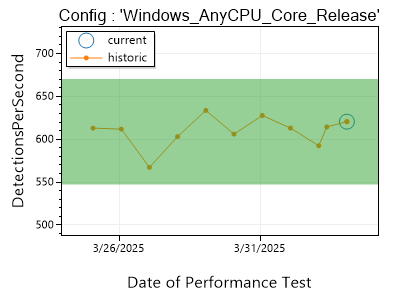 Config : 'Windows_AnyCPU_Core_Release'
current
historic
700
650
600
550
500
DetectionsPerSecond
3/26/2025
3/31/2025
Date of Performance Test